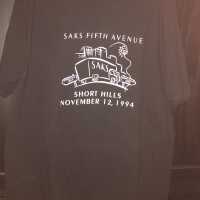 SAKS FIFTH AVENUE
SAKS
SHORT HILLS
NOVEMBER 12, 1994